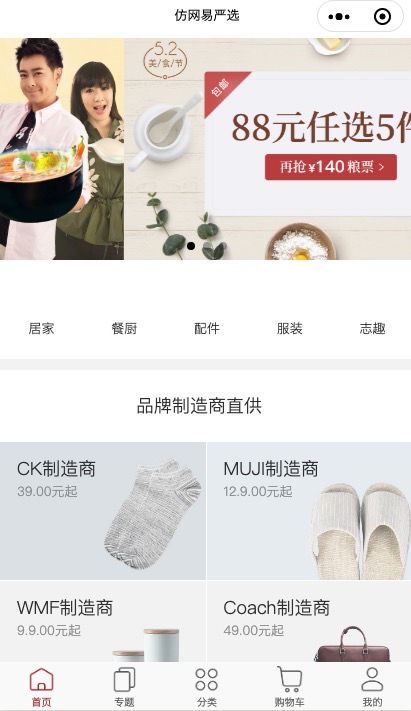 仿网易严选
5.2
美/食/节
包邮
88元任选5件
再抢¥140粮票>
居家
餐厨
配件
服装
志趣
品牌制造商直供
CK制造商
39.00元起
MUJI制造商
12.9.00元起
WMF制造商
9.9.00元起
Coach制造商
49.00元起
首页
专题
分类
购物车
我的